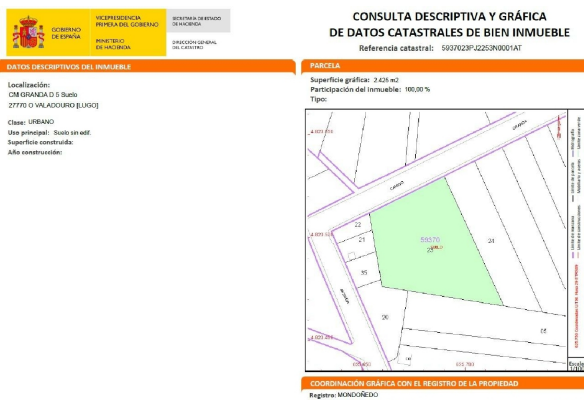 GOBIERNO
DE ESPAÑA
VICEPRESIDENCIA
PRIMERA DEL GOBIERNO
MINISTERIO
DE HACIENDA
SECRETARÍA DE ESTADO
DE HACIENDA
DIRECCIÓN GENERAL
DEL CATASTRO
CONSULTA DESCRIPTIVA Y GRÁFICA
DE DATOS CATASTRALES DE BIEN INMUEBLE
Referencia catastral: 5937023PJ2253N0001AT
DATOS DESCRIPTIVOS DEL INMUEBLE
Localización:
CM GRANDA D 5 Suelo
27770 O VALADOURO [LUGO]
Clase: URBANO
Uso principal: Suelo sin edif.
Superficie construida:
Año construcción:
PARCELA
Superficie gráfica: 2.425 m2
Participación del inmueble: 100,00 %
Tipo:
GRANDA
CAMINO
22
21
35
59370
24
20
COORDINACIÓN GRÁFICA CON EL REGISTRO DE LA PROPIEDAD
Registro: MONDOÑEDO